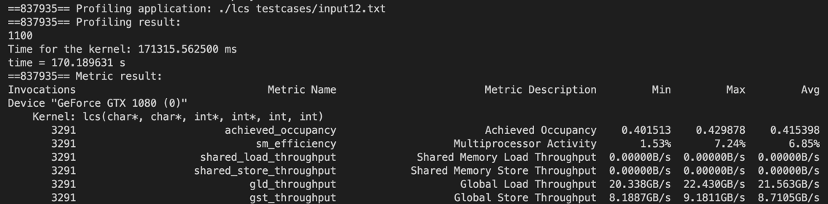 ==837935== Profiling application: ./lcs testcases/input12.txt
==837935== Profiling result:
1100
Time for the kernel: 171315.562500 ms
time = 170.189631 s
==837935== Metric result:
Invocations Metric Name Metric Description Min Max Avg
Device "GeForce GTX 1080 (0)"
Kernel: lcs(char*, char*, int*, int*, int, int)
3291 achieved_occupancy Achieved Occupancy 0.401513 0.429878 0.415398
3291 sm_efficiency Multiprocessor Activity 1.53% 7.24% 6.85%
3291 shared_load_throughput Shared Memory Load Throughput 0.00000B/s 0.00000B/s 0.00000B/s
3291 shared_store_throughput Shared Memory Store Throughput 0.00000B/s 0.00000B/s 0.00000B/s
3291 gld_throughput Global Load Throughput 20.338GB/s 22.430GB/s 21.563GB/s
3291 gst_throughput Global Store Throughput 8.1887GB/s 9.1811GB/s 8.7105GB/s